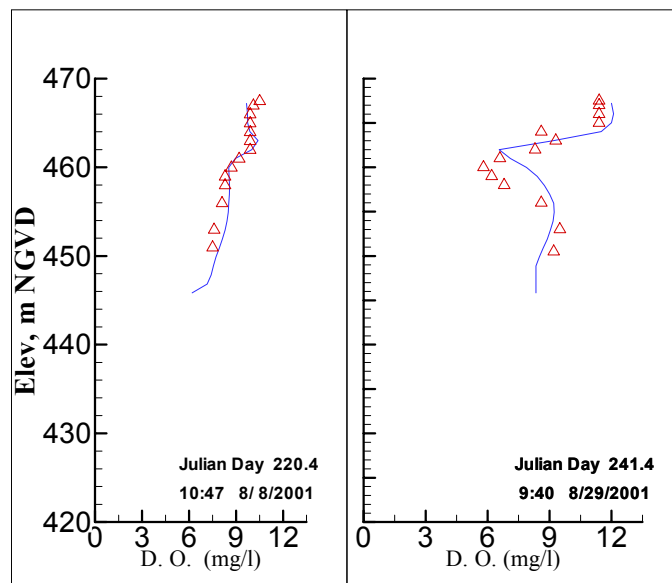 Elev, m NGVD
470
460
450
440
430
420
Julian Day 220.4
10:47 8/ 8/2001
0 3 6 9 12
D. O. (mg/l)
Julian Day 241.4
9:40 8/29/2001
0 3 6 9 12
D. O. (mg/l)